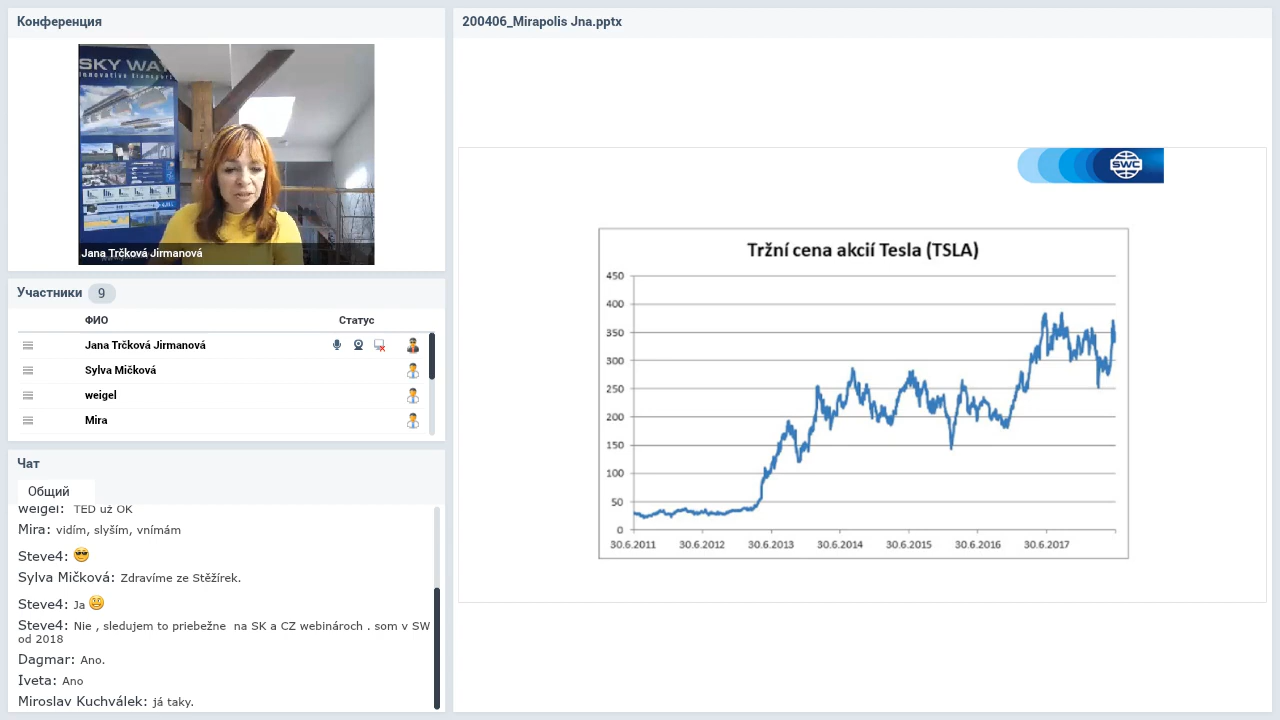 Конференция
SKY WAY
Innovative Transport
Jana Trčková Jirmanová
Участники 9
ФИО Статус
Jana Trčková Jirmanová
Sylva Mičková
weigel
Mira
Чат
Общий
weigel: TED už OK
Mira: vidím, slyším, vnímám
Steve4:
Sylva Mičková: Zdravíme ze Stěžírek.
Steve4: Ja
Steve4: Nie , sledujem to priebežne na SK a CZ webinároch . som v SW
od 2018
Dagmar: Ano.
Iveta: Ano
Miroslav Kuchválek: já taky.
200406_Mirapolis Jna.pptx
SWC
Tržní cena akcií Tesla (TSLA)
450
400
350
300
250
200
150
100
50
0
30.6.2011 30.6.2012 30.6.2013 30.6.2014 30.6.2015 30.6.2016 30.6.2017